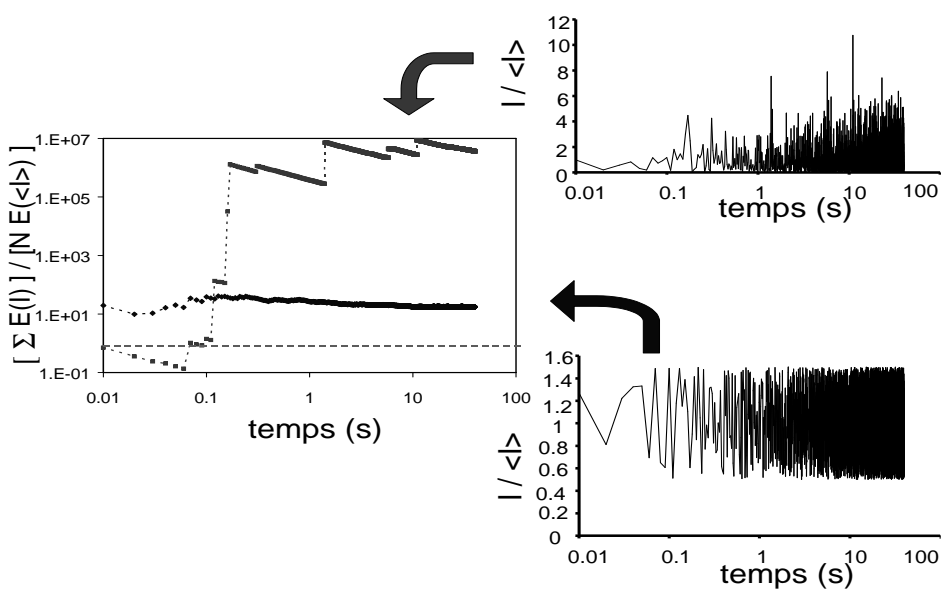 [ Σ E(I) ] / [N E(<I>) ]
1.E+07
1.E+05
1.E+03
1.E+01
1.E-01
0.01 0.1 1 10 100
temps (s)
I / <I>
12
10
8
6
4
2
0
0.01 0.1 1 10 100
temps (s)
I / <I>
1.6
1.4
1.2
1
0.8
0.6
0.4
0.2
0
0.01 0.1 1 10 100
temps (s)